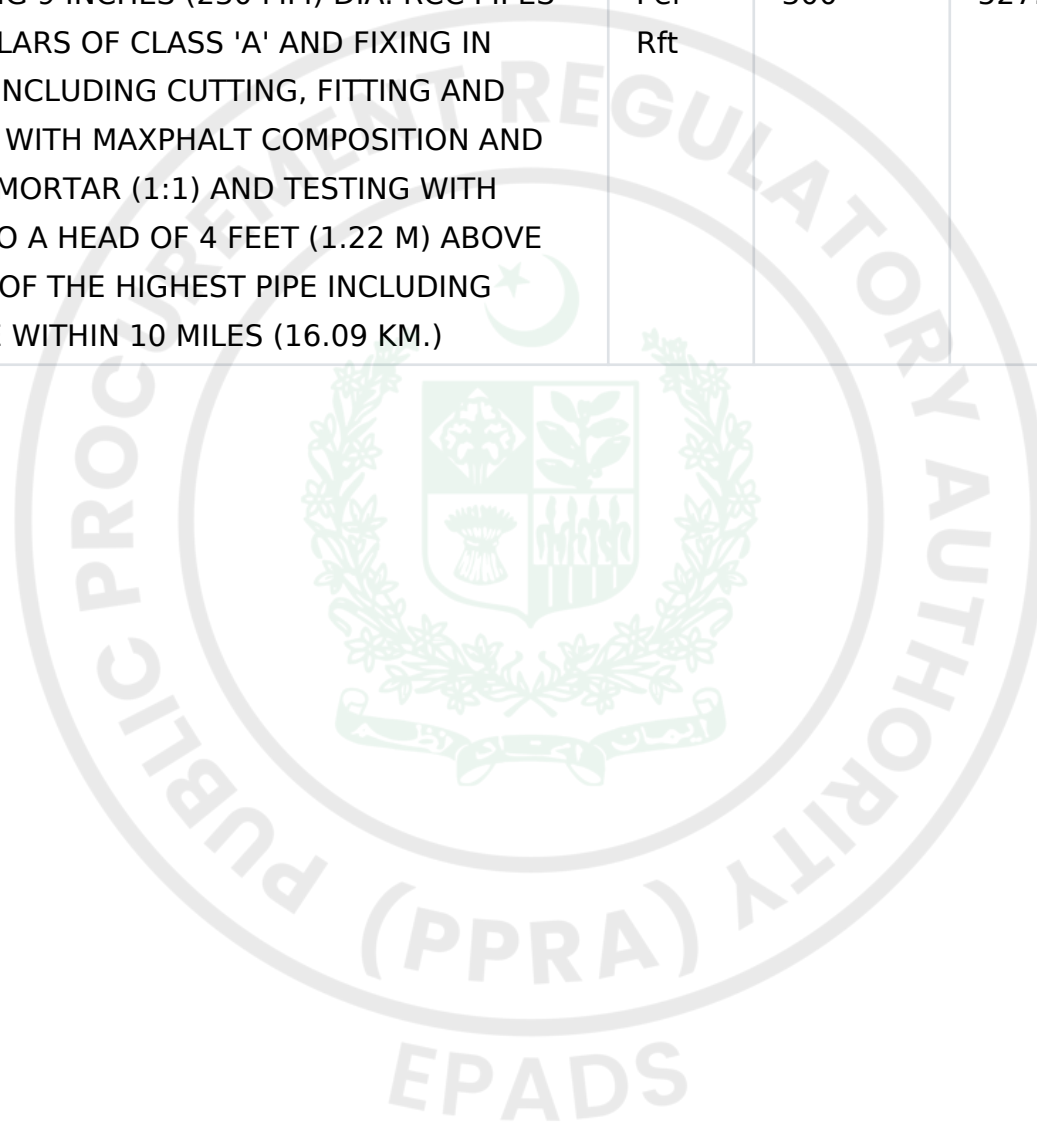 LARS OF CLASS 'A' AND FIXING IN
Rft
NCLUDING CUTTING, FITTING AND
WITH MAXPHALT COMPOSITION AND
MORTAR (1:1) AND TESTING WITH
O A HEAD OF 4 FEET (1.22 M) ABOVE
OF THE HIGHEST PIPE INCLUDING
WITHIN 10 MILES (16.09 KM.)
PUBLIC PROCUREMENT REGULATORY AUTHORITY
(PPRA)
EPADS